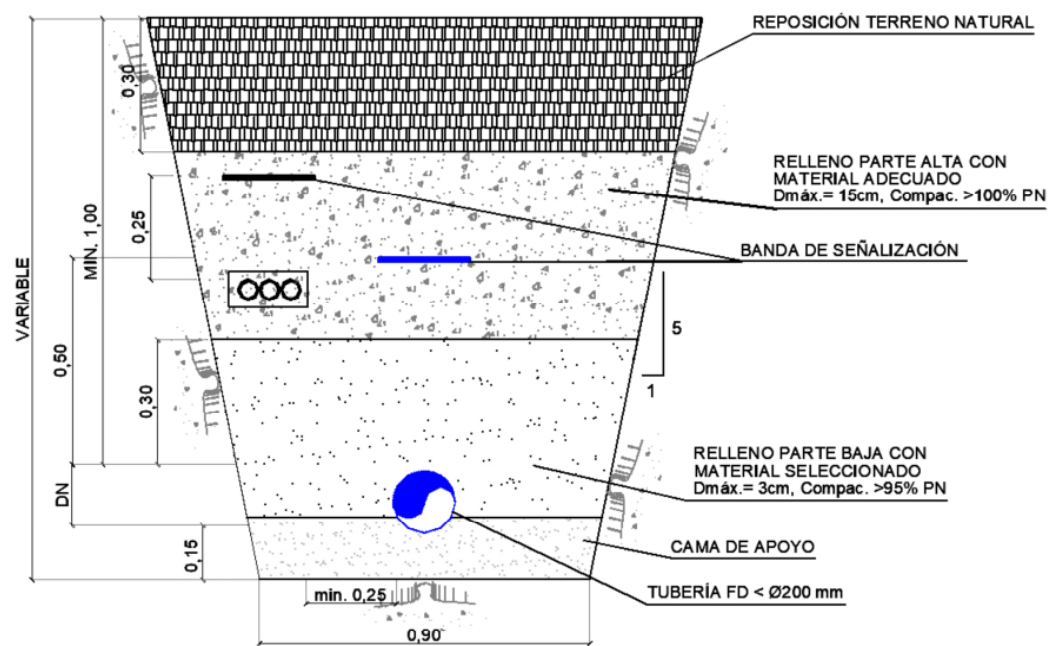 REPOSICIÓN TERRENO NATURAL
0,30
RELLENO PARTE ALTA CON
MATERIAL ADECUADO
Dmáx.= 15cm, Compac. >100% PN
MIN. 1,00
0,25
BANDA DE SEÑALIZACIÓN
VARIABLE
5
0,50
1
0,30
RELLENO PARTE BAJA CON
MATERIAL SELECCIONADO
Dmáx.= 3cm, Compac. >95% PN
DN
CAMA DE APOYO
0,15
TUBERÍA FD < Ø200 mm
min. 0,25
0,90